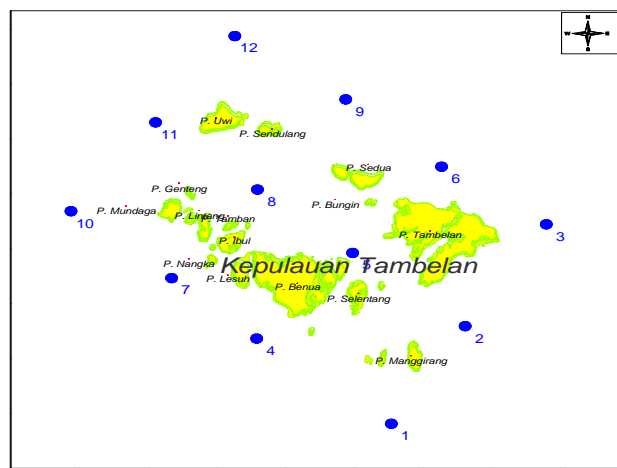 12
N
W E
S
9
P. Uwi
11
P. Sendulang
P. Sedua
6
P. Genteng
8
P. Bungin
P. Mundaga
10
P. Lintang
P. Tamban
P. Tambelan
3
P. Ibul
5
P. Nangka
Kepulauan Tambelan
7
P. Lesuh
P. Benua
P. Selentang
2
4
P. Manggirang
1